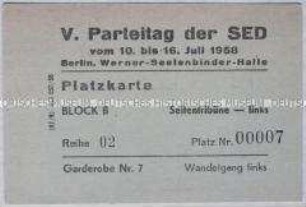 V. Parteitag der SED
vom 10. bis 16. Juli 1958
Berlin, Werner-Seelenbinder-Halle
Platzkarte
BLOCK B Seitentribüne — links
Reihe 02 Platz Nr. 00007
Garderobe Nr. 7 Wandelgang links